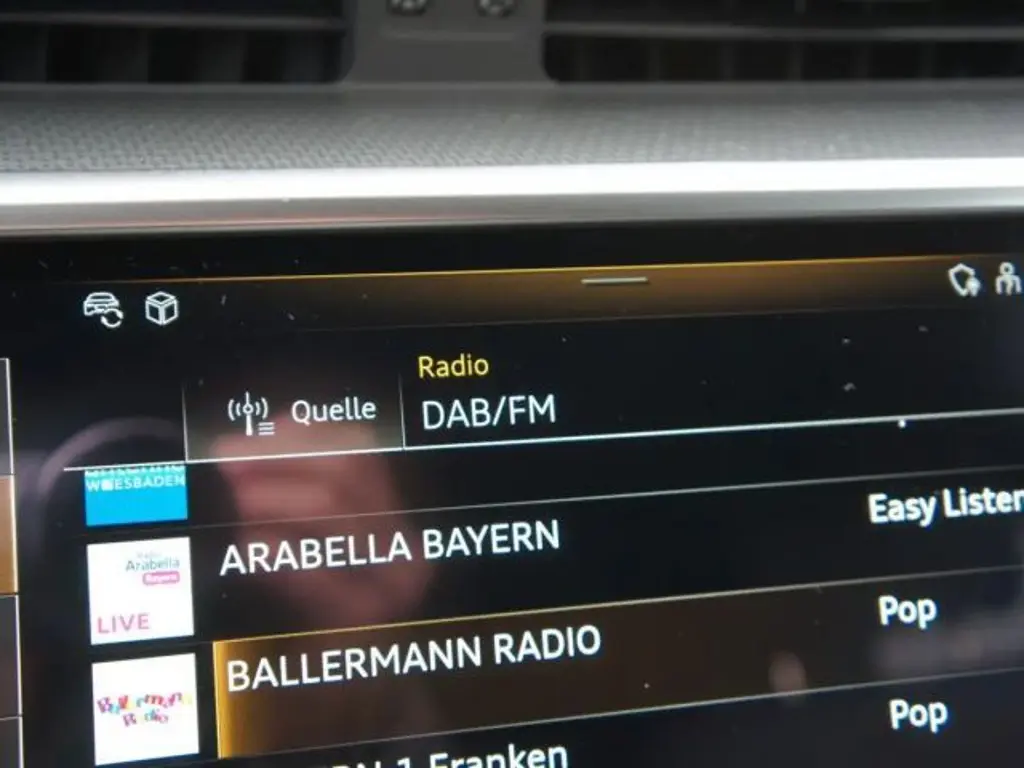 Radio
Quelle
DAB/FM
WIESBADEN
Easy Listen
ARABELLA BAYERN
Radio
Arabella
Bayern
LIVE
Pop
BALLERMANN RADIO
Ballermann
Radio
Pop
1 Franken